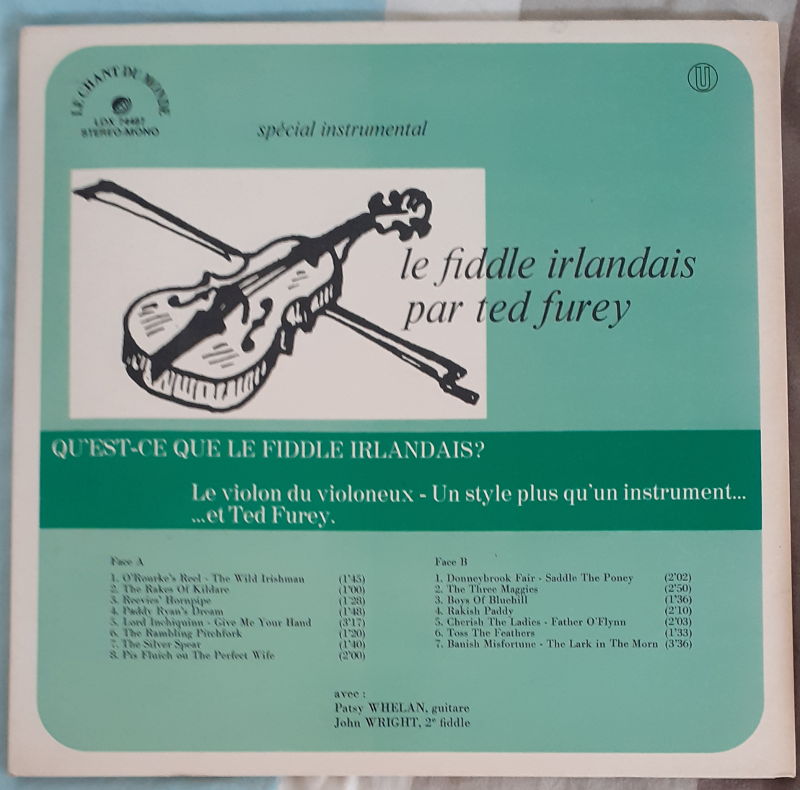 LE CHANT DU MONDE
LDX 74487
STEREO-MONO
U
spécial instrumental
le fiddle irlandais
par ted furey
QU'EST-CE QUE LE FIDDLE IRLANDAIS?
Le violon du violoneux - Un style plus qu'un instrument...
...et Ted Furey.
Face A
1. O'Rourke's Reel - The Wild Irishman (1'45)
2. The Rakes Of Kildare (1'00)
3. Reevies' Hornpipe (1'28)
4. Paddy Ryan's Dream (1'48)
5. Lord Inchiquinn - Give Me Your Hand (3'17)
6. The Rambling Pitchfork (1'20)
7. The Silver Spear (1'40)
8. Pis Fluich ou The Perfect Wife (2'00)
Face B
1. Donneybrook Fair - Saddle The Poney (2'02)
2. The Three Maggies (2'50)
3. Boys Of Bluehill (1'36)
4. Rakish Paddy (2'10)
5. Cherish The Ladies - Father O'Flynn (2'03)
6. Toss The Feathers (1'33)
7. Banish Misfortune - The Lark in The Morn (3'36)
avec :
Patsy WHELAN, guitare
John WRIGHT, 2e fiddle